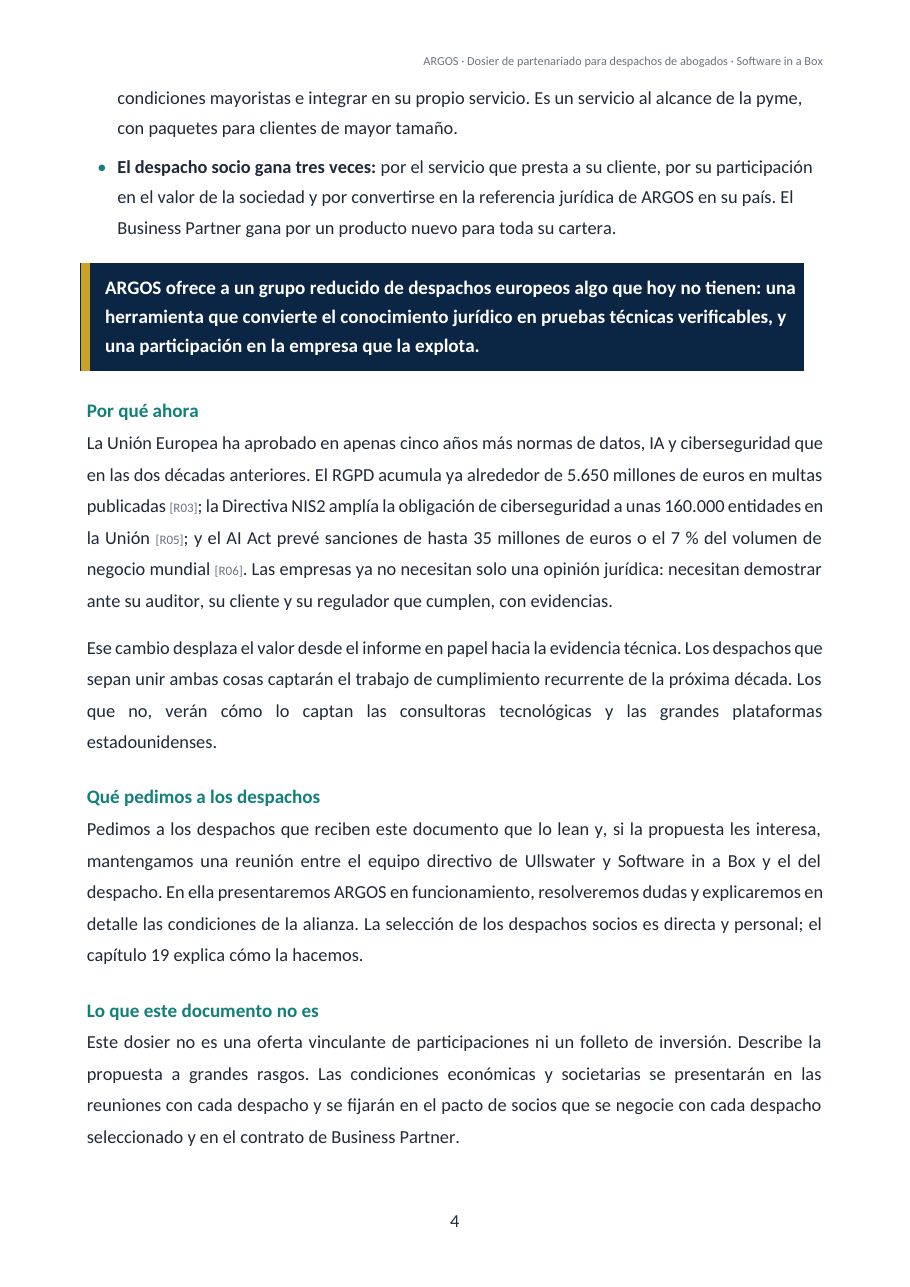 ARGOS · Dosier de partenariado para despachos de abogados · Software in a Box
condiciones mayoristas e integrar en su propio servicio. Es un servicio al alcance de la pyme,
con paquetes para clientes de mayor tamaño.
• El despacho socio gana tres veces: por el servicio que presta a su cliente, por su participación
en el valor de la sociedad y por convertirse en la referencia jurídica de ARGOS en su país. El
Business Partner gana por un producto nuevo para toda su cartera.
ARGOS ofrece a un grupo reducido de despachos europeos algo que hoy no tienen: una
herramienta que convierte el conocimiento jurídico en pruebas técnicas verificables, y
una participación en la empresa que la explota.
Por qué ahora
La Unión Europea ha aprobado en apenas cinco años más normas de datos, IA y ciberseguridad que
en las dos décadas anteriores. El RGPD acumula ya alrededor de 5.650 millones de euros en multas
publicadas [R03]; la Directiva NIS2 amplía la obligación de ciberseguridad a unas 160.000 entidades en
la Unión [R05]; y el AI Act prevé sanciones de hasta 35 millones de euros o el 7 % del volumen de
negocio mundial [R06]. Las empresas ya no necesitan solo una opinión jurídica: necesitan demostrar
ante su auditor, su cliente y su regulador que cumplen, con evidencias.
Ese cambio desplaza el valor desde el informe en papel hacia la evidencia técnica. Los despachos que
sepan unir ambas cosas captarán el trabajo de cumplimiento recurrente de la próxima década. Los
que no, verán cómo lo captan las consultoras tecnológicas y las grandes plataformas
estadounidenses.
Qué pedimos a los despachos
Pedimos a los despachos que reciben este documento que lo lean y, si la propuesta les interesa,
mantengamos una reunión entre el equipo directivo de Ullswater y Software in a Box y el del
despacho. En ella presentaremos ARGOS en funcionamiento, resolveremos dudas y explicaremos en
detalle las condiciones de la alianza. La selección de los despachos socios es directa y personal; el
capítulo 19 explica cómo la hacemos.
Lo que este documento no es
Este dosier no es una oferta vinculante de participaciones ni un folleto de inversión. Describe la
propuesta a grandes rasgos. Las condiciones económicas y societarias se presentarán en las
reuniones con cada despacho y se fijarán en el pacto de socios que se negocie con cada despacho
seleccionado y en el contrato de Business Partner.
4